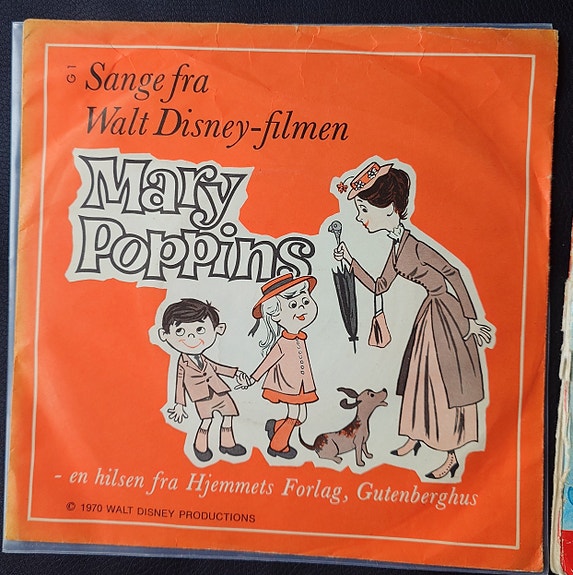 G 1
Sange fra
Walt Disney-filmen
Mary
Poppins
- en hilsen fra Hjemmets Forlag, Gutenberghus
© 1970 WALT DISNEY PRODUCTIONS